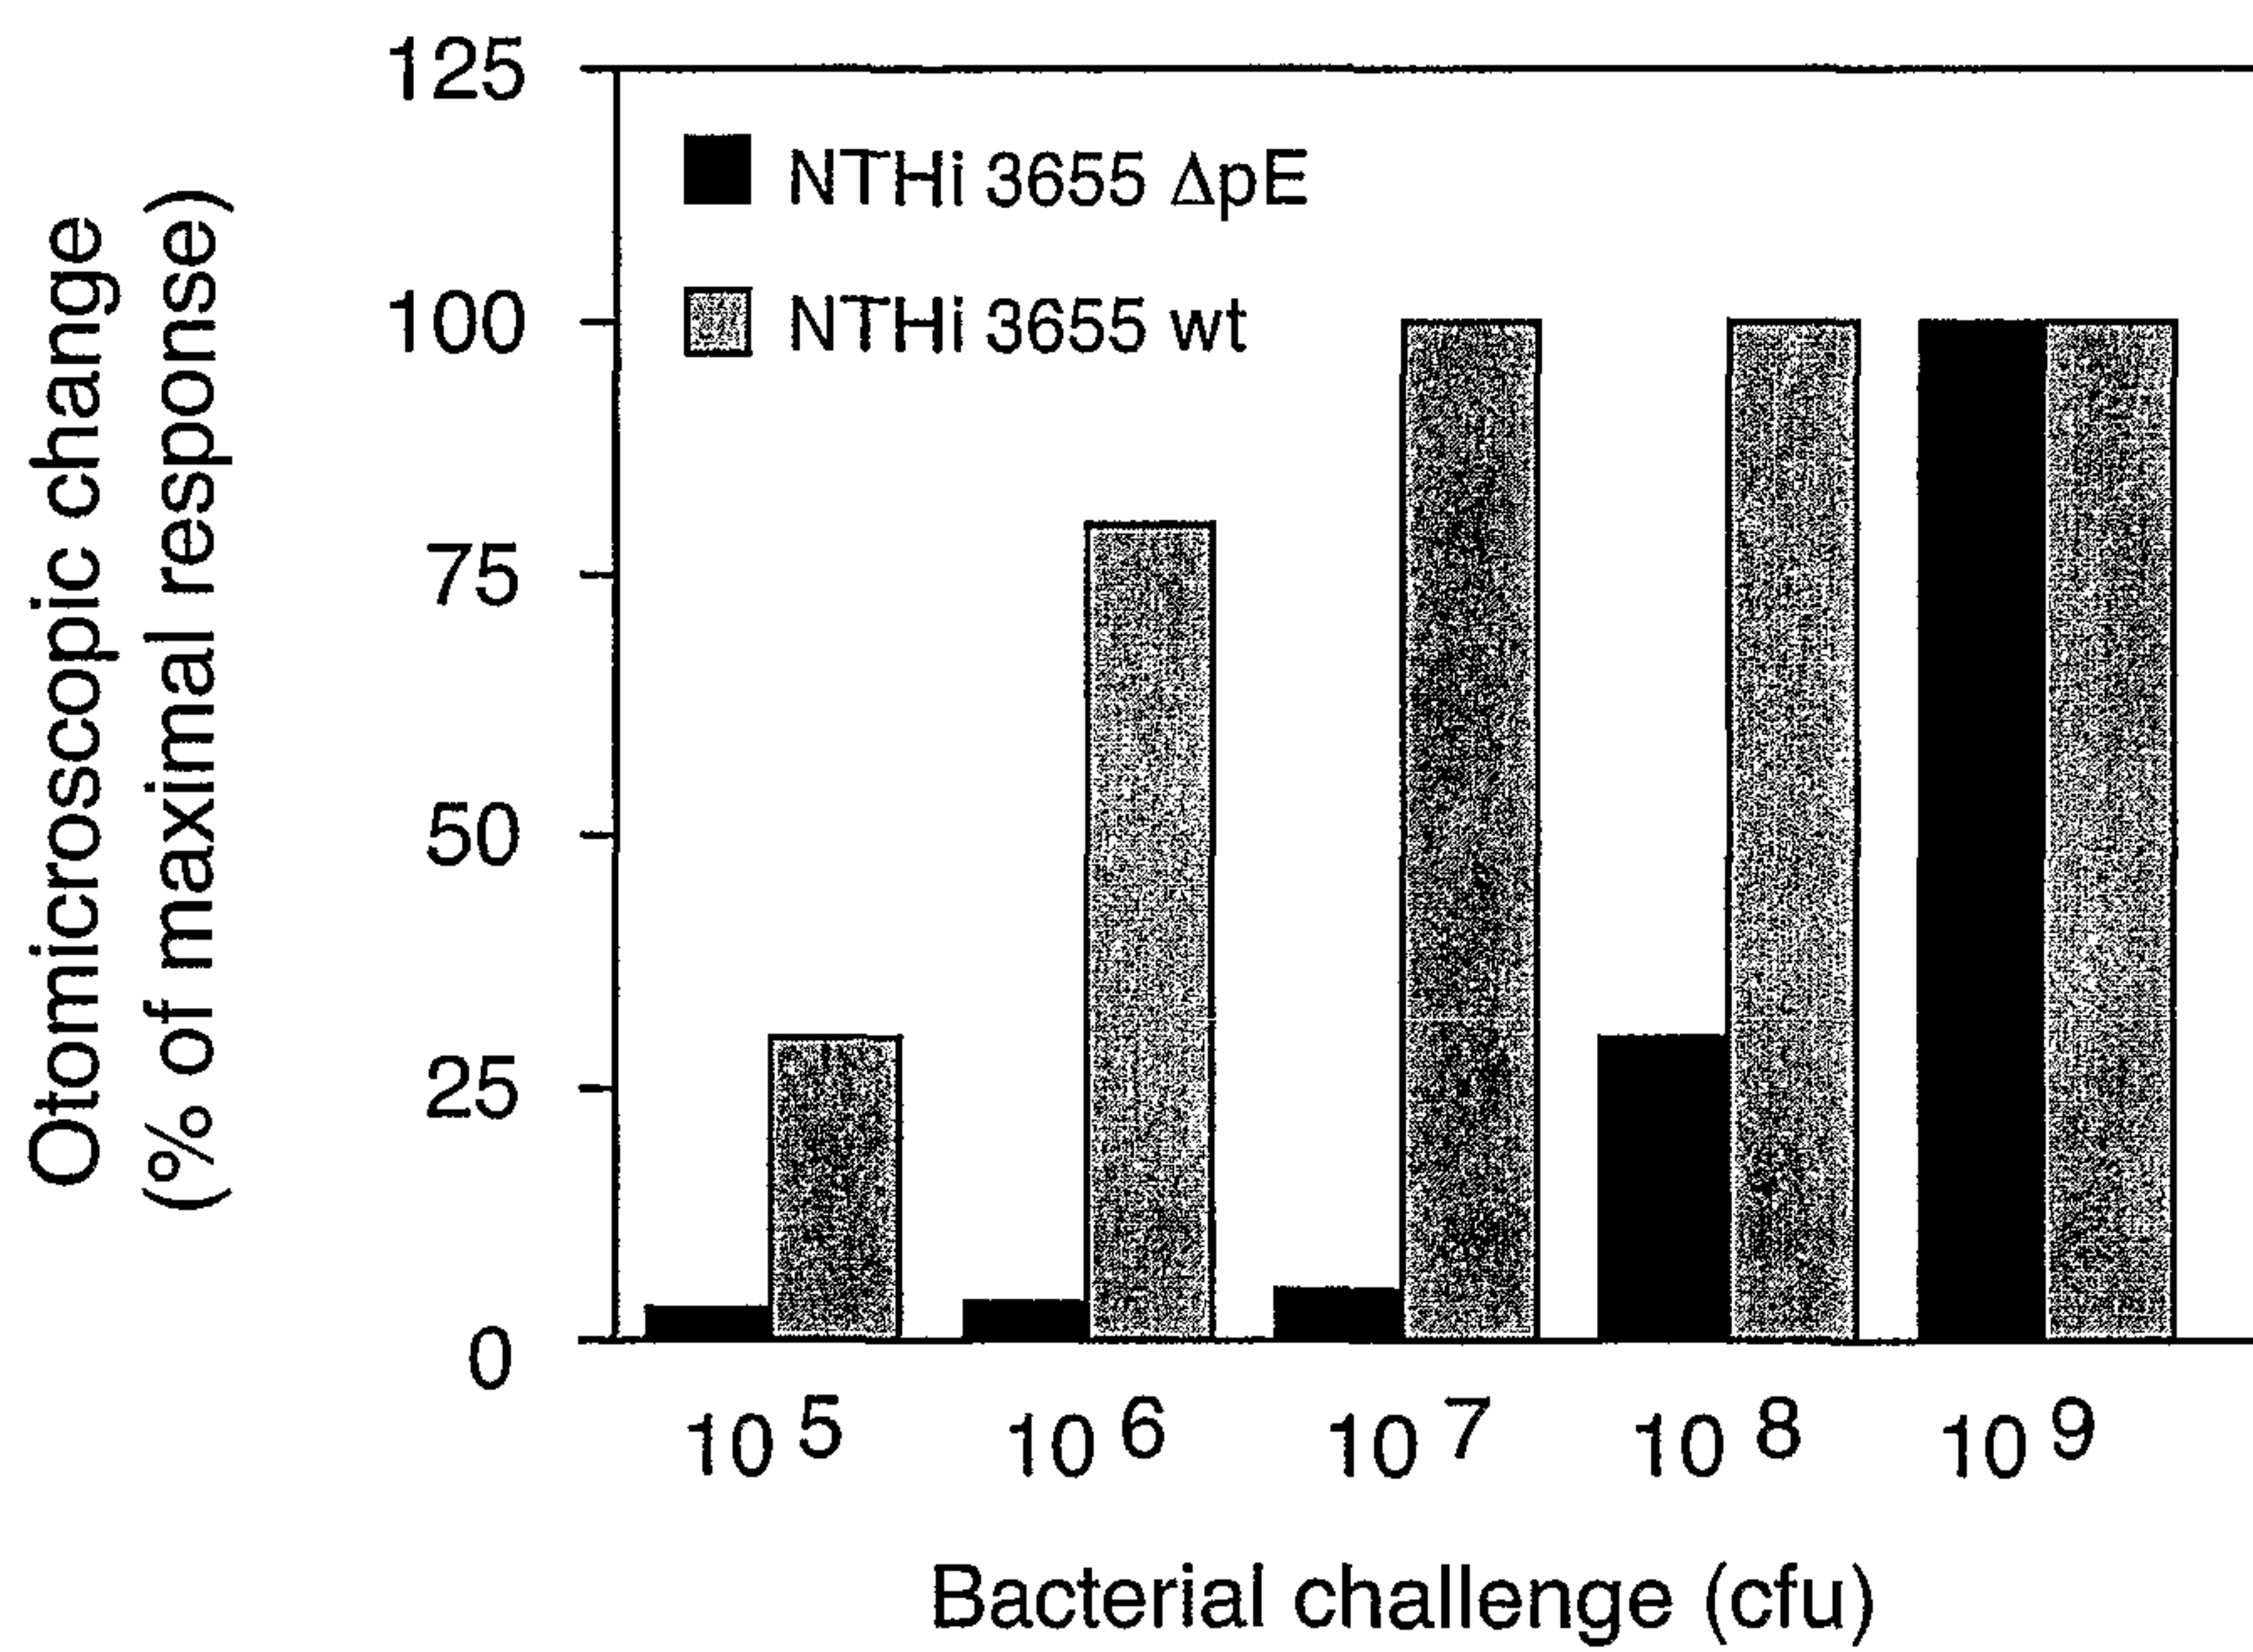 Otomicroscopic change
(% of maximal response)
125
100
75
50
25
0
NTHi 3655 ΔpE
NTHi 3655 wt
10 5 10 6 10 7 10 8 10 9
Bacterial challenge (cfu)